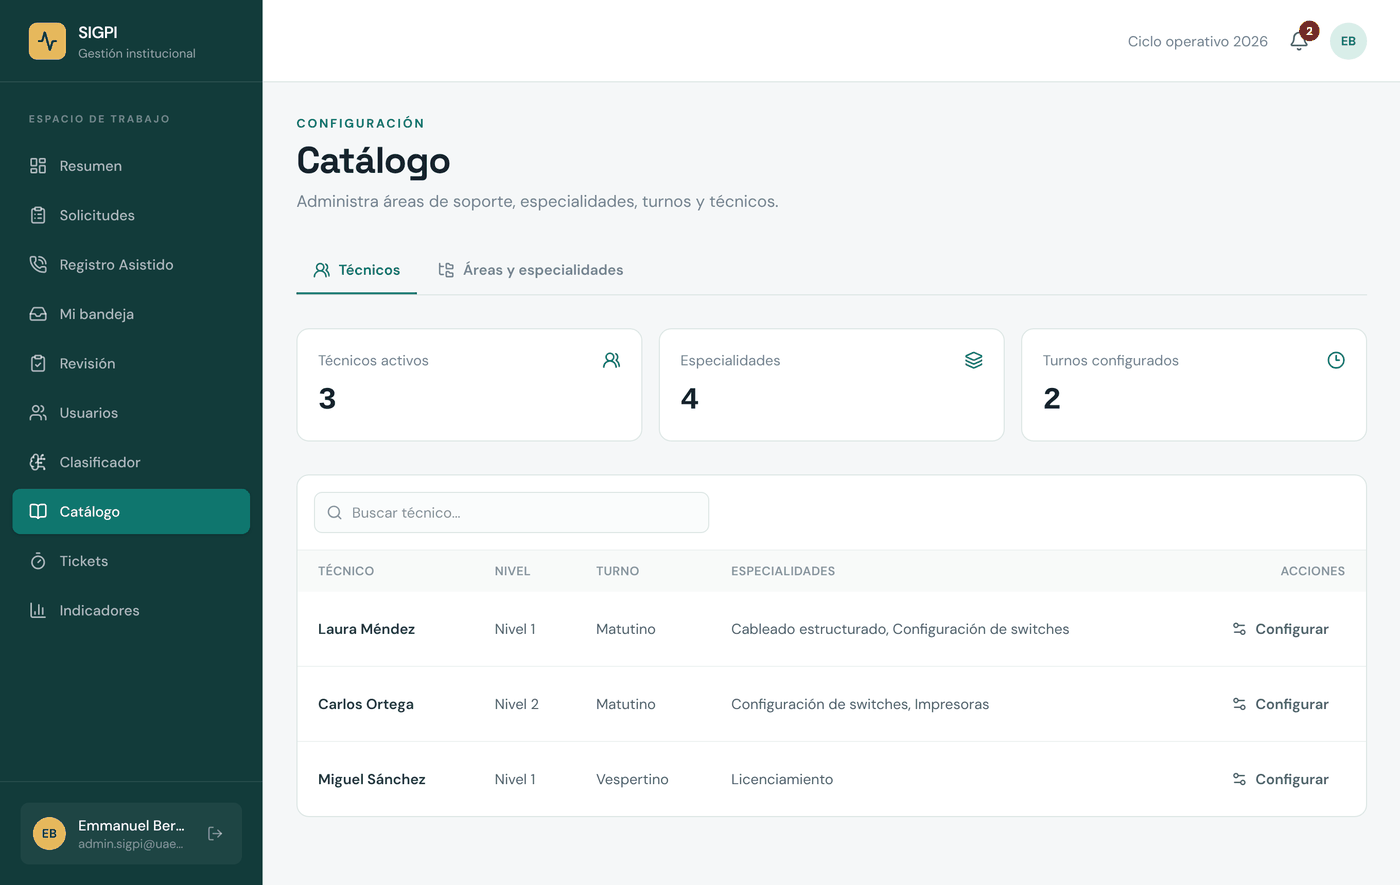 SIGPI
Gestión institucional
ESPACIO DE TRABAJO
Resumen
Solicitudes
Registro Asistido
Mi bandeja
Revisión
Usuarios
Clasificador
Catálogo
Tickets
Indicadores
EB
Emmanuel Ber...
admin.sigpi@uae...
Ciclo operativo 2026
2
EB
CONFIGURACIÓN
Catálogo
Administra áreas de soporte, especialidades, turnos y técnicos.
Técnicos
Áreas y especialidades
Técnicos activos
3
Especialidades
4
Turnos configurados
2
Buscar técnico...
TÉCNICO NIVEL TURNO ESPECIALIDADES ACCIONES
Laura Méndez Nivel 1 Matutino Cableado estructurado, Configuración de switches Configurar
Carlos Ortega Nivel 2 Matutino Configuración de switches, Impresoras Configurar
Miguel Sánchez Nivel 1 Vespertino Licenciamiento Configurar